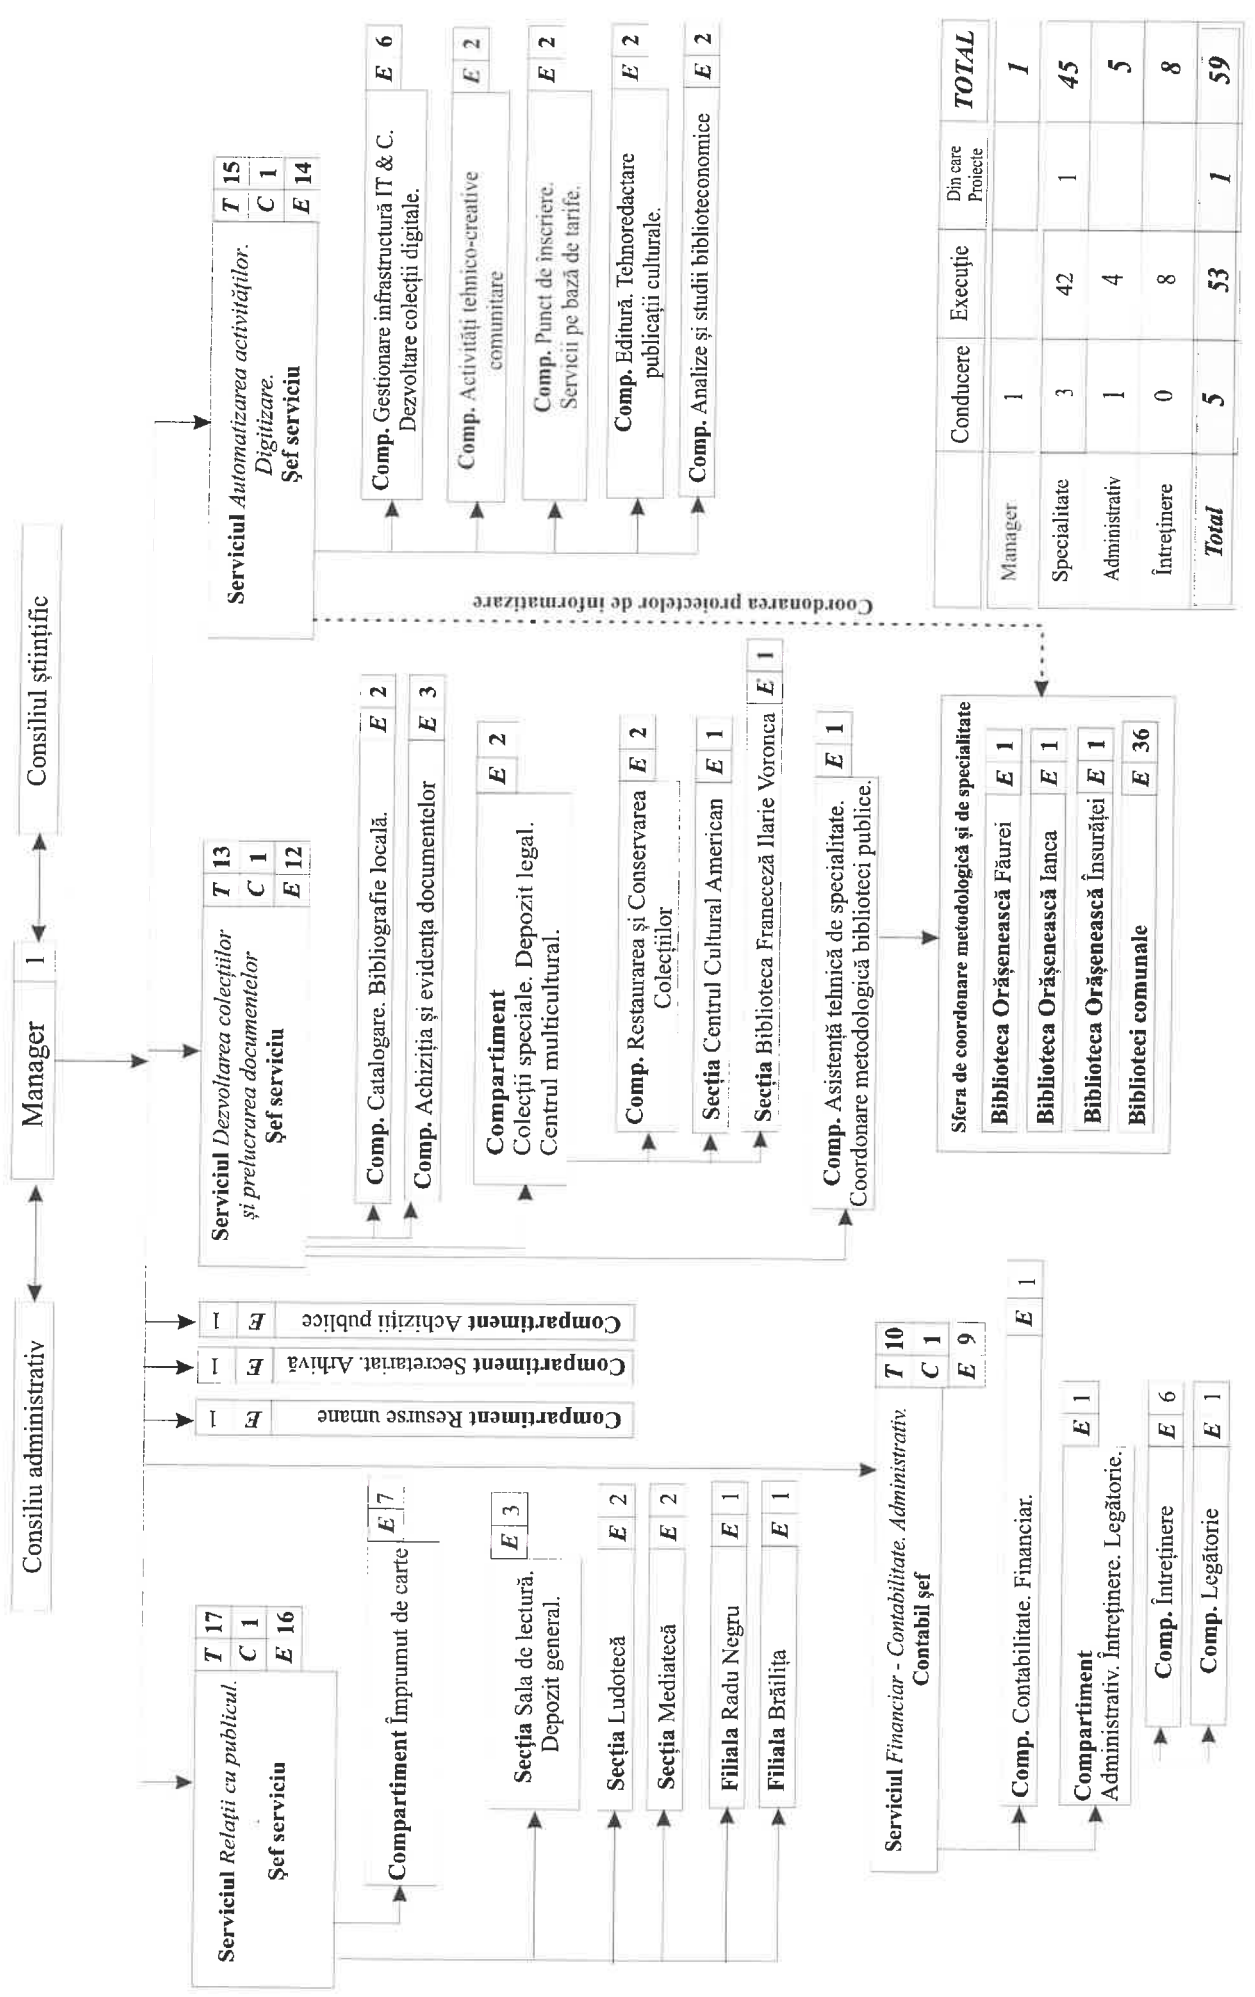 Consiliu administrativ
Manager 1
Consiliul științific
Serviciul Relații cu publicul.
Șef serviciu
T 17
C 1
E 16
Compartiment Împrumut de carte E 7
Secția Sala de lectură.
Depozit general.
E 3
Secția Ludotecă E 2
Secția Mediatecă E 2
Filiala Radu Negru E 1
Filiala Brăilița E 1
Compartiment Resurse umane E 1
Compartiment Secretariat. Arhivă E 1
Compartiment Achiziții publice E 1
Serviciul Financiar - Contabilitate. Administrativ.
Contabil șef
T 10
C 1
E 9
Comp. Contabilitate. Financiar. E 1
Compartiment
Administrativ. Întreținere. Legătorie.
E 1
Comp. Întreținere E 6
Comp. Legătorie E 1
Serviciul Dezvoltarea colecțiilor
și prelucrarea documentelor
Șef serviciu
T 13
C 1
E 12
Comp. Catalogare. Bibliografie locală. E 2
Comp. Achiziția și evidența documentelor E 3
Compartiment
Colecții speciale. Depozit legal.
Centrul multicultural.
E 2
Comp. Restaurarea și Conservarea
Colecțiilor
E 2
Secția Centrul Cultural American E 1
Secția Biblioteca Franeceză Ilarie Voronca E 1
Comp. Asistență tehnică de specialitate.
Coordonare metodologică biblioteci publice.
E 1
Sfera de coordonare metodologică și de specialitate
Biblioteca Orășenească Făurei E 1
Biblioteca Orășenească Ianca E 1
Biblioteca Orășenească Însurăței E 1
Biblioteci comunale E 36
Coordonarea proiectelor de informatizare
Serviciul Automatizarea activităților.
Digitizare.
Șef serviciu
T 15
C 1
E 14
Comp. Gestionare infrastructură IT & C.
Dezvoltare colecții digitale.
E 6
Comp. Activități tehnico-creative
comunitare
E 2
Comp. Punct de înscriere.
Servicii pe bază de tarife.
E 2
Comp. Editură. Tehnoredactare
publicații culturale.
E 2
Comp. Analize și studii biblioteconomice E 2
Conducere Execuție Din care Proiecte TOTAL
Manager 1 1
Specialitate 3 42 1 45
Administrativ 1 4 5
Întreținere 0 8 8
Total 5 53 1 59